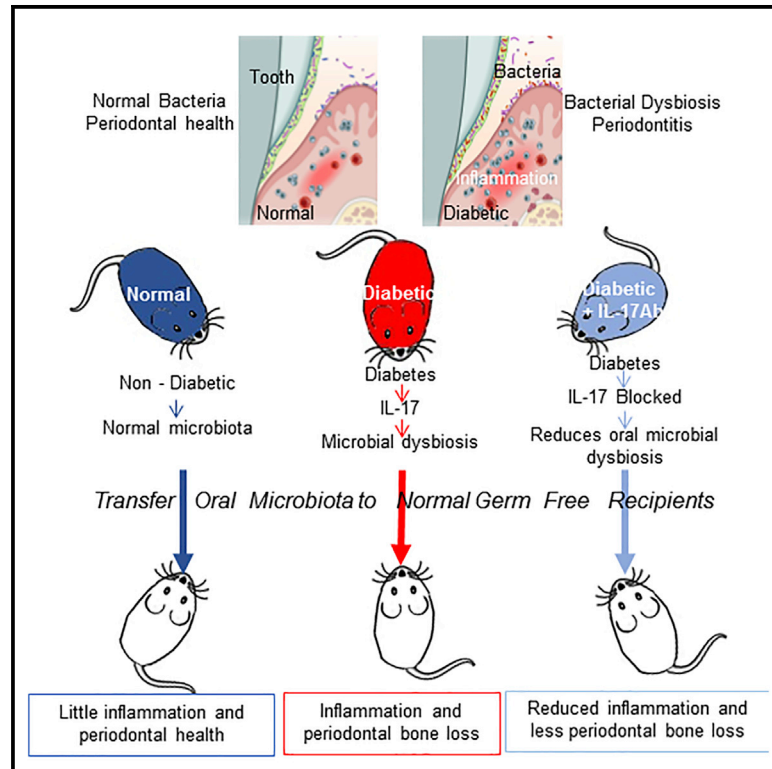 Tooth
Normal Bacteria
Periodontal health
Normal
Bacteria
Inflammation
Diabetic
Bacterial Dysbiosis
Periodontitis
Normal
Non - Diabetic
Normal microbiota
Diabetic
Diabetes
IL-17
Microbial dysbiosis
Diabetic
+ IL-17Ab
Diabetes
IL-17 Blocked
Reduces oral microbial
dysbiosis
Transfer Oral Microbiota to Normal Germ Free Recipients
Little inflammation and
periodontal health
Inflammation and
periodontal bone loss
Reduced inflammation and
less periodontal bone loss